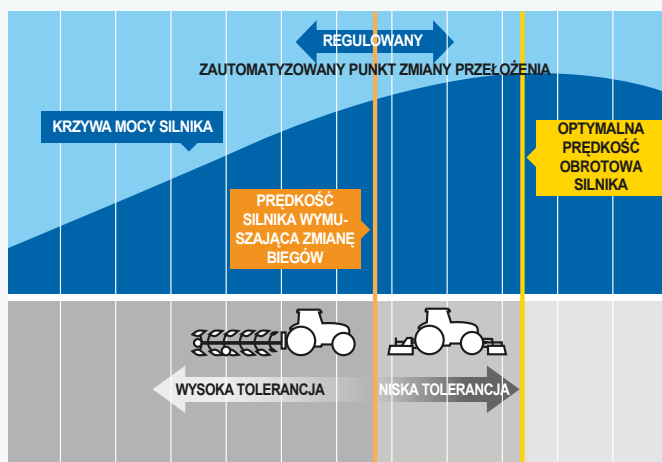 REGULOWANY
ZAUTOMATYZOWANY PUNKT ZMIANY PRZEŁOŻENIA
KRZYWA MOCY SILNIKA
OPTYMALNA
PRĘDKOŚĆ
OBROTOWA
SILNIKA
PRĘDKOŚĆ
SILNIKA WYMU-
SZAJĄCA ZMIANĘ
BIEGÓW
WYSOKA TOLERANCJA
NISKA TOLERANCJA